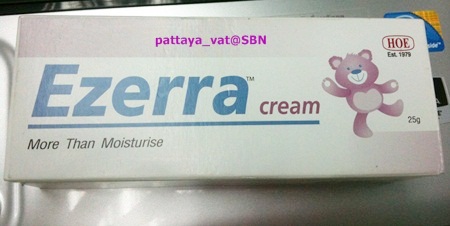 pattaya_vat@SBN
HOE
Est. 1979
Ezerra™ cream
25g
More Than Moisturise